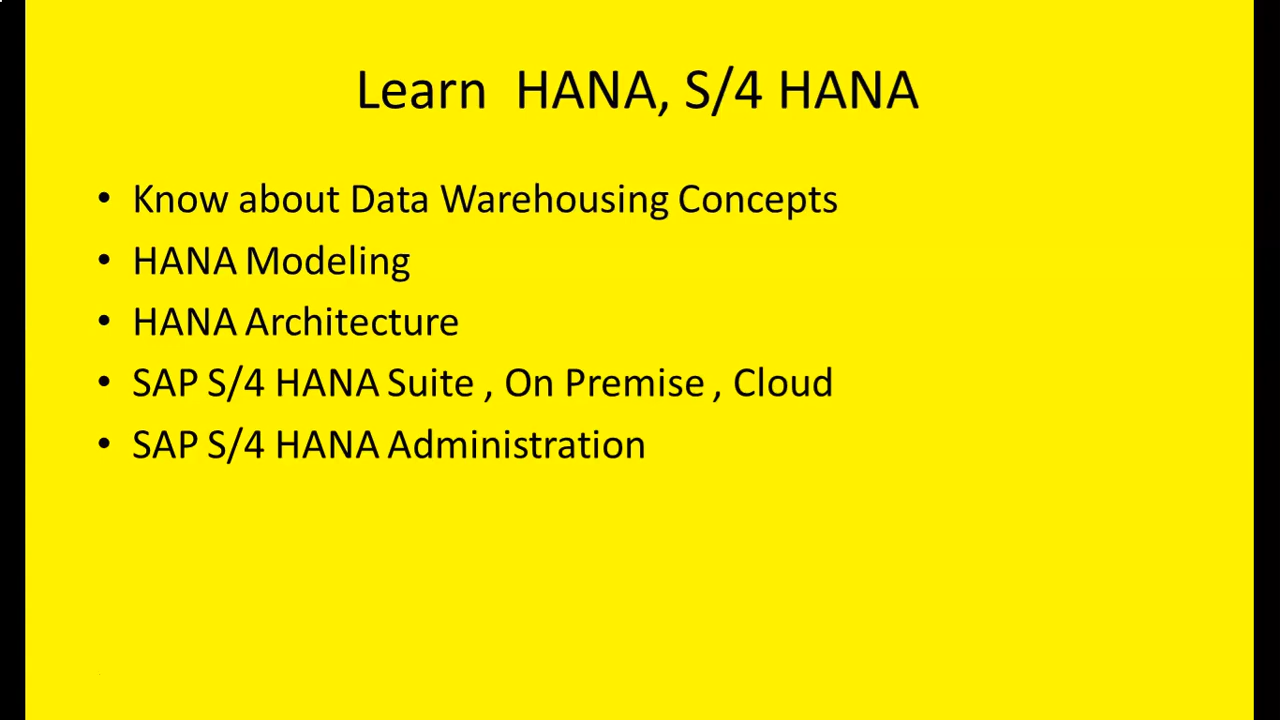 Learn  HANA, S/4 HANA
• Know about Data Warehousing Concepts
• HANA Modeling
• HANA Architecture
• SAP S/4 HANA Suite , On Premise , Cloud
• SAP S/4 HANA Administration